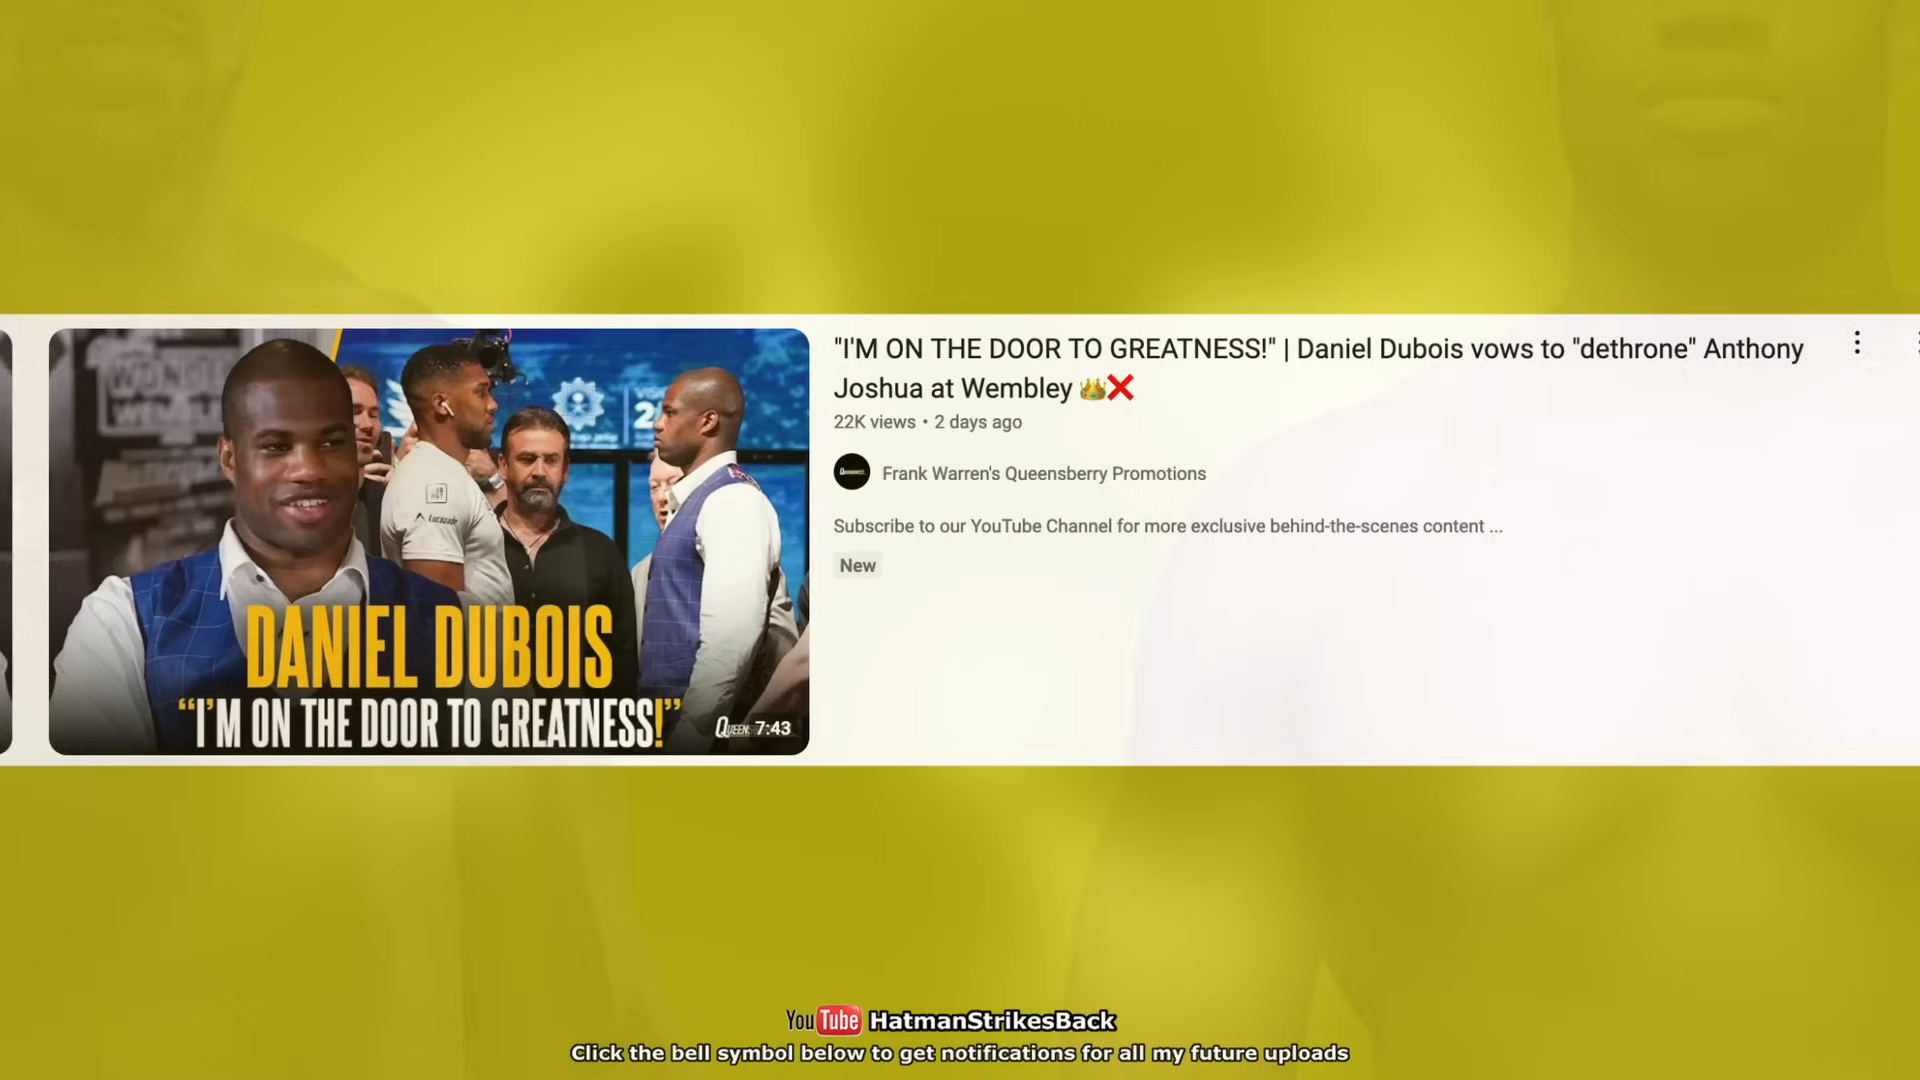 "I'M ON THE DOOR TO GREATNESS!" | Daniel Dubois vows to "dethrone" Anthony
Joshua at Wembley 👑❌
22K views • 2 days ago
Frank Warren's Queensberry Promotions
Subscribe to our YouTube Channel for more exclusive behind-the-scenes content ...
New
Lucozade
DANIEL DUBOIS
“I'M ON THE DOOR TO GREATNESS!”
7:43
YouTube HatmanStrikesBack
Click the bell symbol below to get notifications for all my future uploads